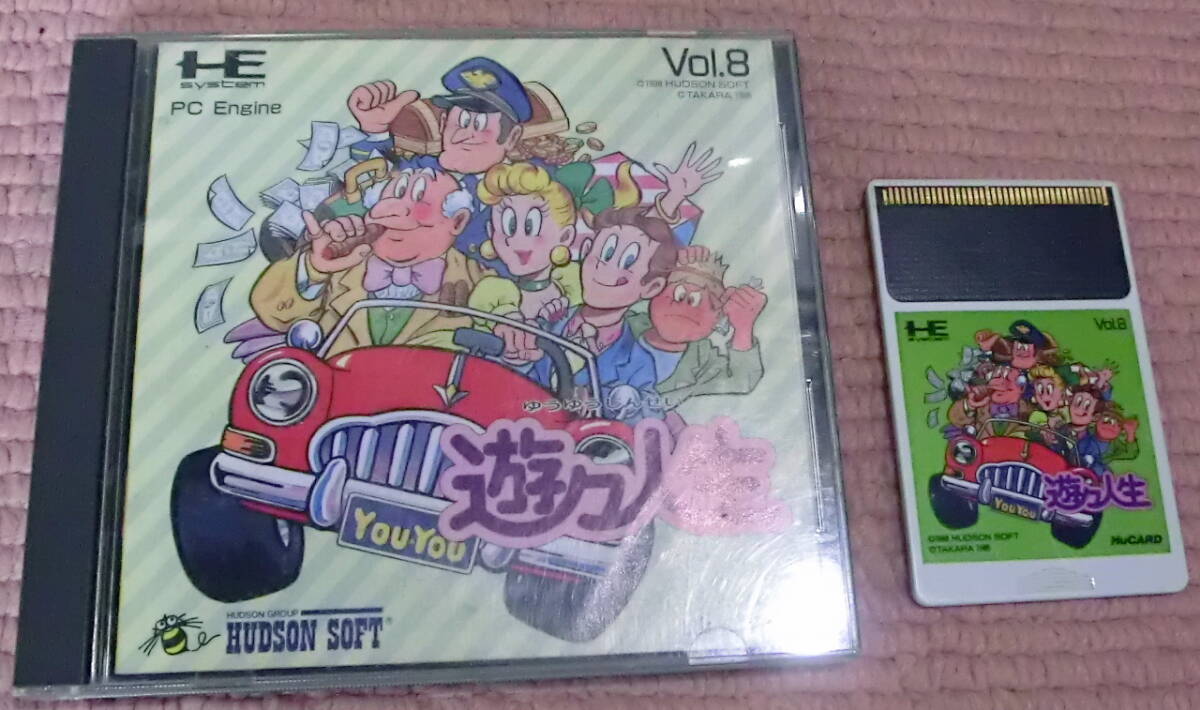 HE
system
PC Engine
Vol.8
©1988 HUDSON SOFT
©TAKARA 1988
ゆうゆうじんせい
遊々人生
YOU·YOU
HUDSON GROUP
HUDSON SOFT®
HE
system
Vol.8
遊々人生
YOU·YOU
©1988 HUDSON SOFT
©TAKARA 1988
HuCARD